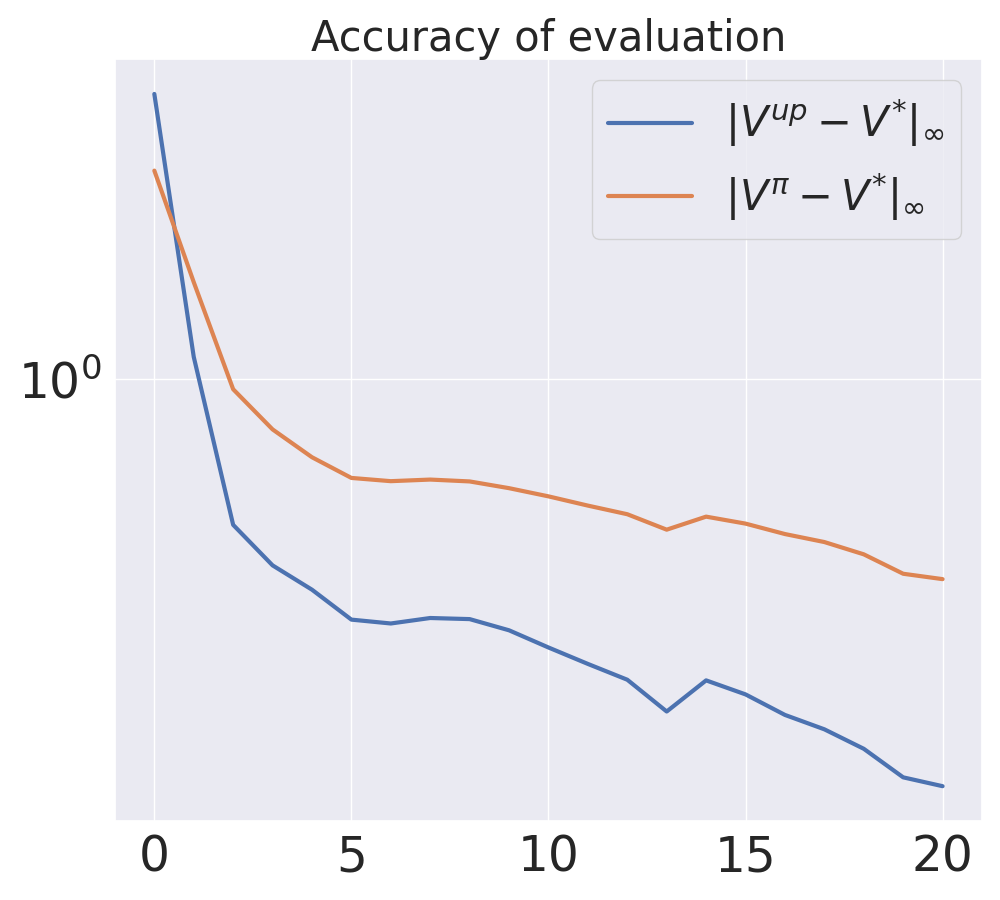 Accuracy of evaluation
|V^{up} − V^*|_∞
|V^π − V^*|_∞
10^0
0 5 10 15 20